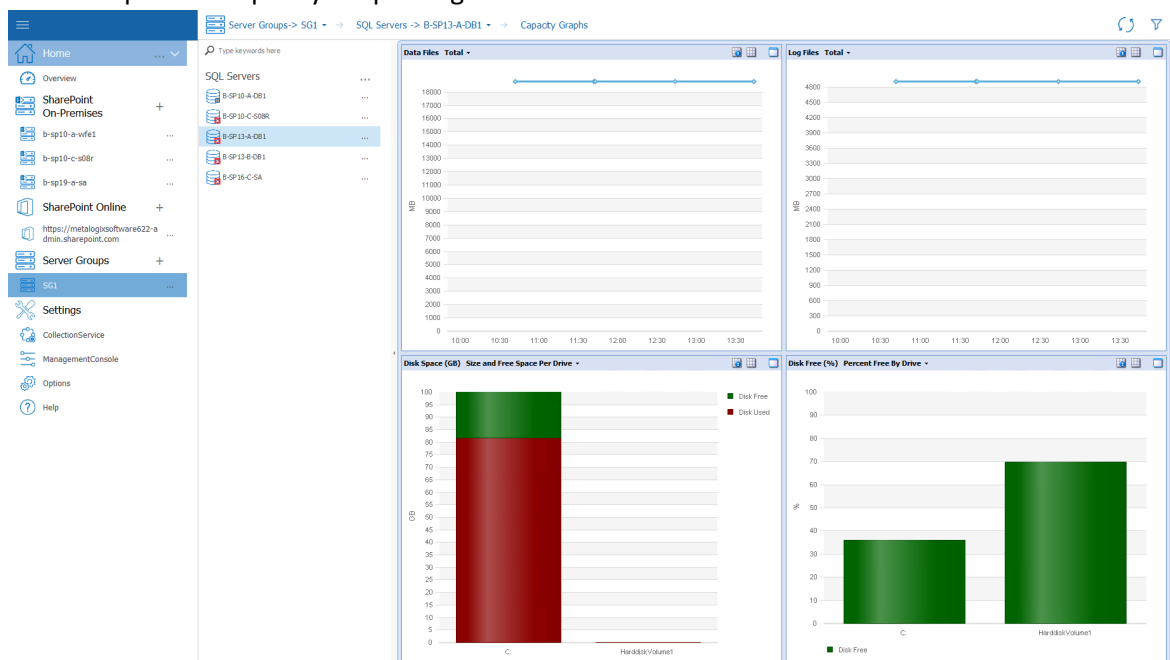 Server Groups-> SG1 → SQL Servers -> B-SP13-A-DB1 → Capacity Graphs
Home ...
Overview
SharePoint
On-Premises +
b-sp10-a-wfe1 ...
b-sp10-c-s08r ...
b-sp19-a-sa ...
SharePoint Online +
https://metalogixsoftware622-a
dmin.sharepoint.com ...
Server Groups +
SG1 ...
Settings
CollectionService
ManagementConsole
Options
Help
Type keywords here
SQL Servers ...
B-SP10-A-DB1 ...
B-SP10-C-S08R ...
B-SP13-A-DB1 ...
B-SP13-B-DB1 ...
B-SP16-C-SA ...
Data Files Total
18000
17000
16000
15000
14000
13000
12000
11000
10000
9000
8000
7000
6000
5000
4000
3000
2000
1000
0
MB
10:00 10:30 11:00 11:30 12:00 12:30 13:00 13:30
Log Files Total
4800
4500
4200
3900
3600
3300
3000
2700
2400
2100
1800
1500
1200
900
600
300
0
MB
10:00 10:30 11:00 11:30 12:00 12:30 13:00 13:30
Disk Space (GB) Size and Free Space Per Drive
100
95
90
85
80
75
70
65
60
55
50
45
40
35
30
25
20
15
10
5
0
GB
C: HarddiskVolume1
Disk Free
Disk Used
Disk Free (%) Percent Free By Drive
100
90
80
70
60
50
40
30
20
10
0
%
C: HarddiskVolume1
Disk Free